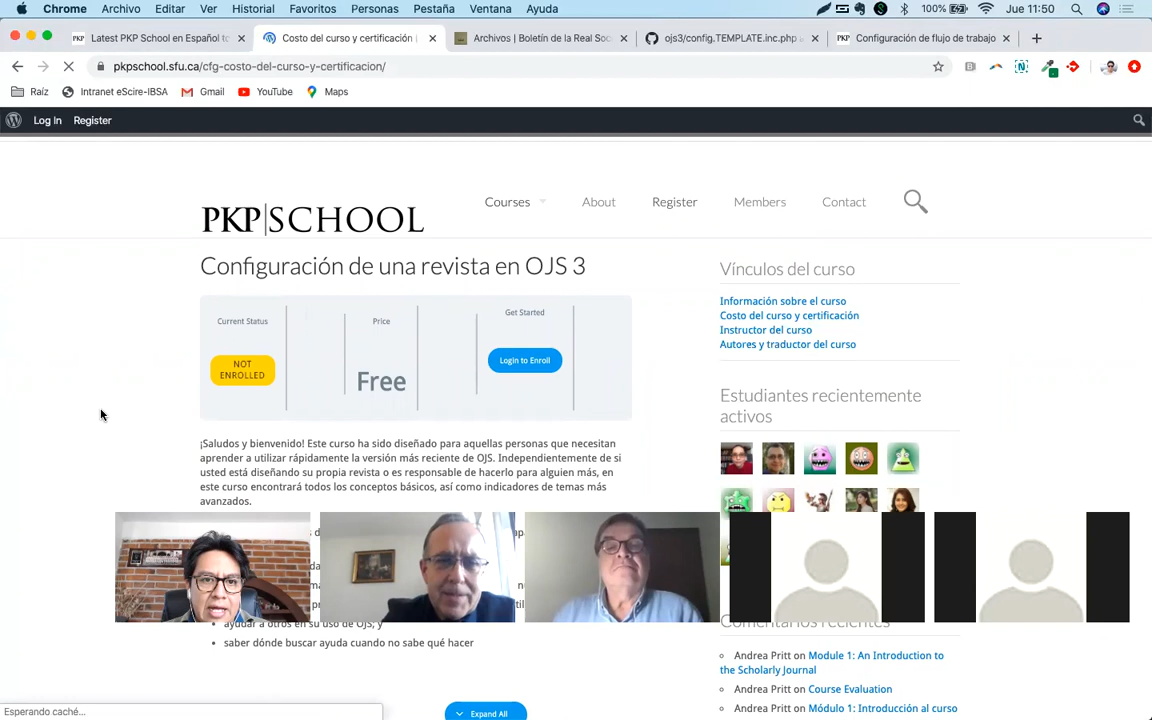 Chrome Archivo Editar Ver Historial Favoritos Personas Pestaña Ventana Ayuda 100% Jue 11:50
PKP Latest PKP School en Español to
Costo del curso y certificación |
Archivos | Boletín de la Real Soc
ojs3/config.TEMPLATE.inc.php
PKP Configuración de flujo de trabajo
pkpschool.sfu.ca/cfg-costo-del-curso-y-certificacion/
Raíz Intranet eScire-IBSA Gmail YouTube Maps
Log In Register
PKP|SCHOOL
Courses About Register Members Contact
Configuración de una revista en OJS 3
Current Status
NOT
ENROLLED
Price
Free
Get Started
Login to Enroll
¡Saludos y bienvenido! Este curso ha sido diseñado para aquellas personas que necesitan
aprender a utilizar rápidamente la versión más reciente de OJS. Independientemente de si
usted está diseñando su propia revista o es responsable de hacerlo para alguien más, en
este curso encontrará todos los conceptos básicos, así como indicadores de temas más
avanzados.
ayudar a otros en su uso de OJS, y
saber dónde buscar ayuda cuando no sabe qué hacer
Expand All
Vínculos del curso
Información sobre el curso
Costo del curso y certificación
Instructor del curso
Autores y traductor del curso
Estudiantes recientemente
activos
Comentarios recientes
Andrea Pritt on Module 1: An Introduction to
the Scholarly Journal
Andrea Pritt on Course Evaluation
Andrea Pritt on Módulo 1: Introducción al curso
Esperando caché...